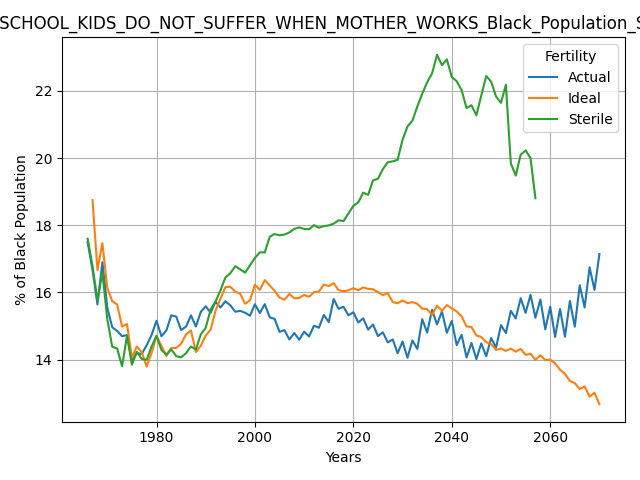 SCHOOL_KIDS_DO_NOT_SUFFER_WHEN_MOTHER_WORKS_Black_Population_S
Fertility
Actual
Ideal
Sterile
% of Black Population
22
20
18
16
14
1980
2000
2020
2040
2060
Years